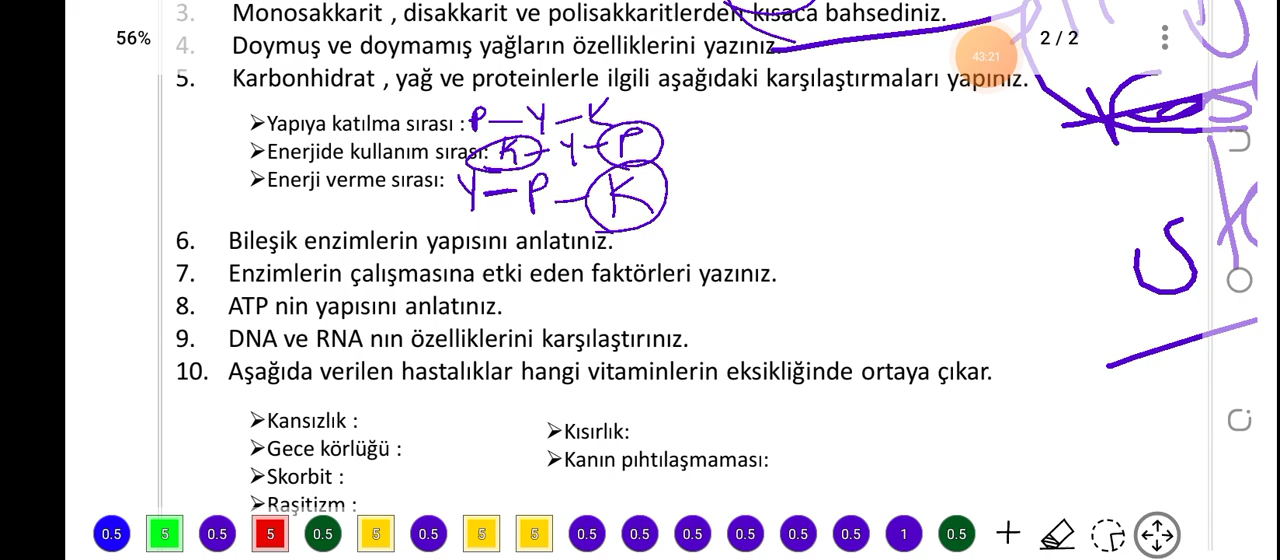 3. Monosakkarit , disakkarit ve polisakkaritlerden kısaca bahsediniz.
56%
2 / 2
4. Doymuş ve doymamış yağların özelliklerini yazınız.
43:21
5. Karbonhidrat , yağ ve proteinlerle ilgili aşağıdaki karşılaştırmaları yapınız.
➢Yapıya katılma sırası : P – Y – K
➢Enerjide kullanım sırası: K – Y – P
➢Enerji verme sırası: Y – P – K
6. Bileşik enzimlerin yapısını anlatınız.
7. Enzimlerin çalışmasına etki eden faktörleri yazınız.
8. ATP nin yapısını anlatınız.
9. DNA ve RNA nın özelliklerini karşılaştırınız.
10. Aşağıda verilen hastalıklar hangi vitaminlerin eksikliğinde ortaya çıkar.
➢Kansızlık :
➢Gece körlüğü :
➢Skorbit :
➢Raşitizm :
➢Kısırlık:
➢Kanın pıhtılaşmaması:
0.5 5 0.5 5 0.5 5 0.5 5 5 0.5 0.5 0.5 0.5 0.5 0.5 1 0.5